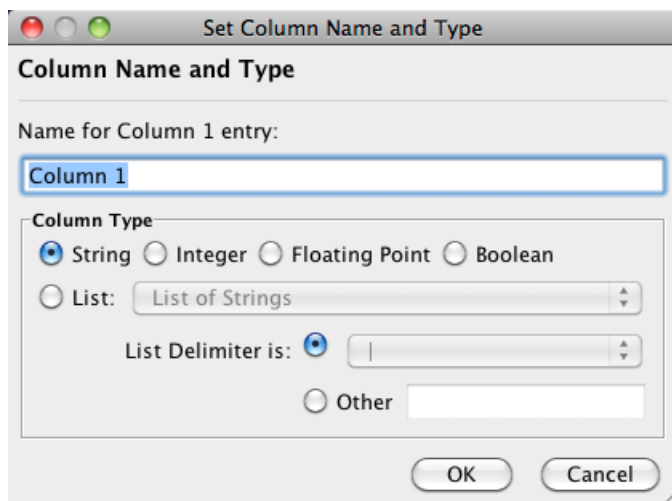 Set Column Name and Type
Column Name and Type
Name for Column 1 entry:
Column 1
Column Type
String Integer Floating Point Boolean
List: List of Strings
List Delimiter is: |
Other
OK Cancel